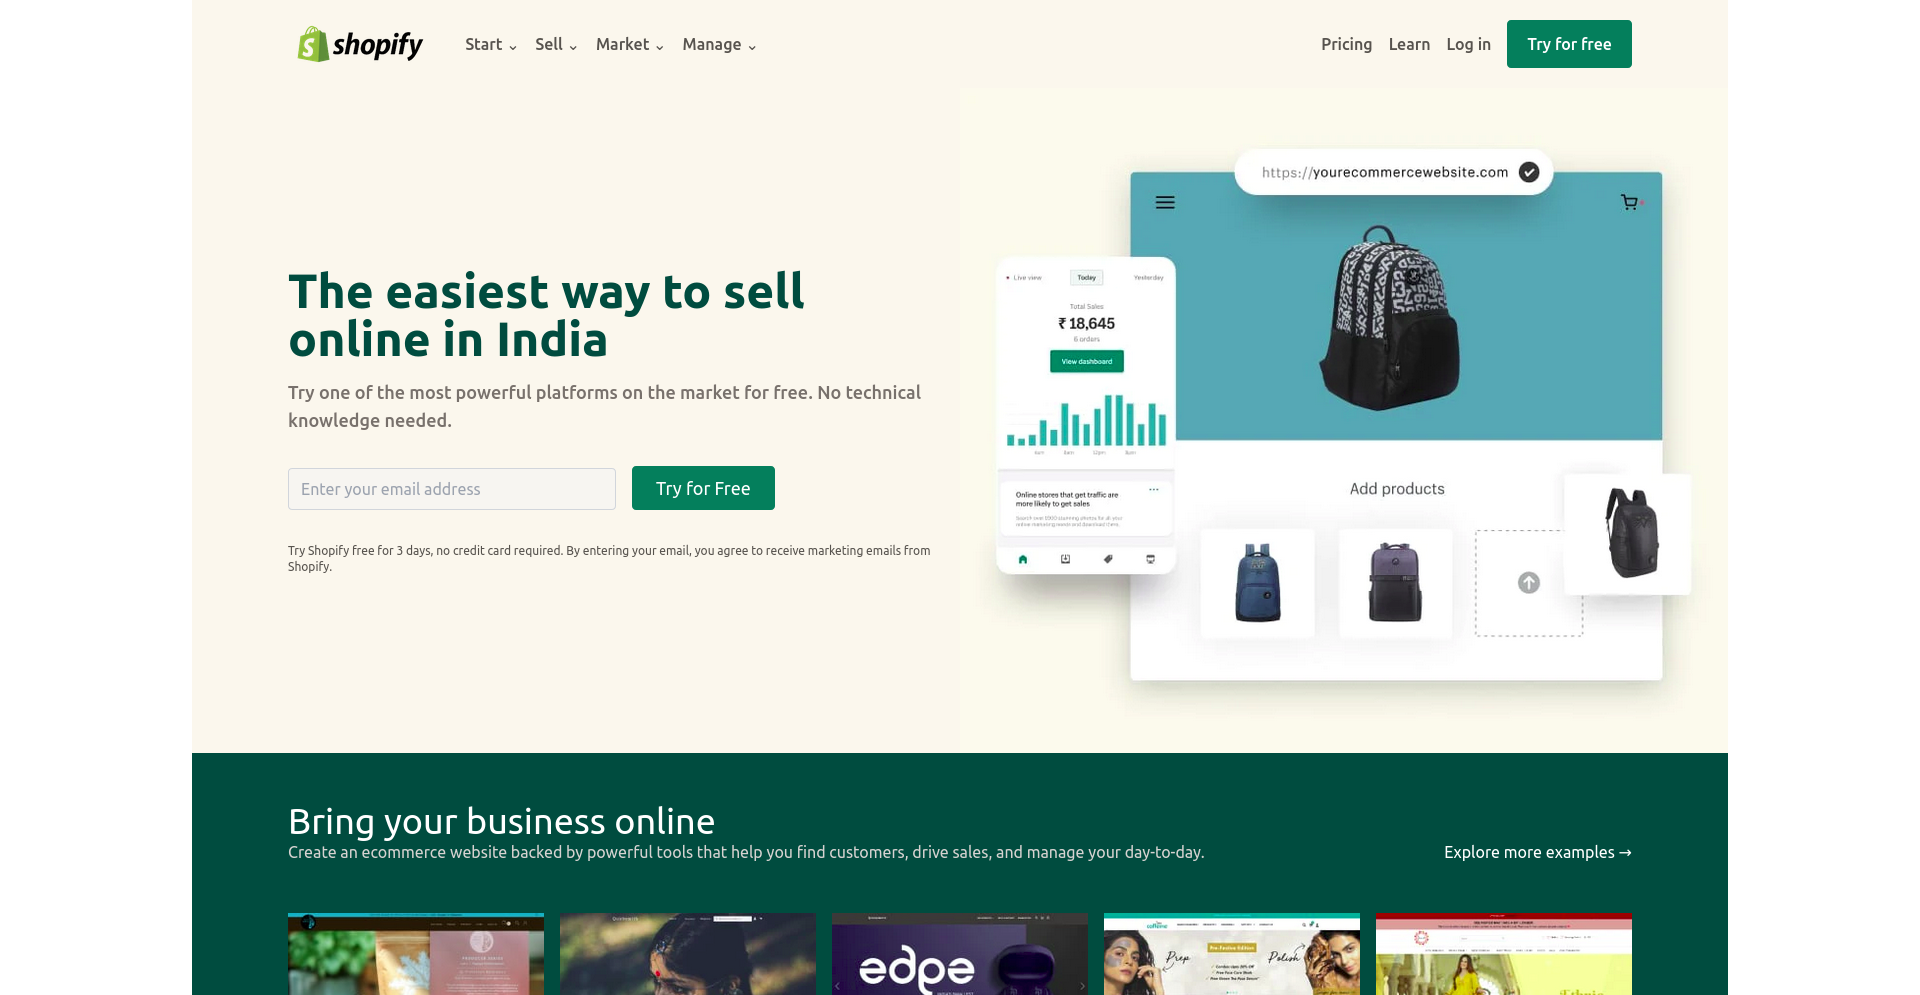 shopify
Start
Sell
Market
Manage
Pricing
Learn
Log in
Try for free
The easiest way to sell
online in India
Try one of the most powerful platforms on the market for free. No technical
knowledge needed.
Enter your email address
Try for Free
Try Shopify free for 3 days, no credit card required. By entering your email, you agree to receive marketing emails from
Shopify.
https://yourecommercewebsite.com
Live view
Today
Yesterday
Total Sales
₹ 18,645
6 orders
View dashboard
Online stores that get traffic are
more likely to get sales
Add products
Bring your business online
Create an ecommerce website backed by powerful tools that help you find customers, drive sales, and manage your day-to-day.
Explore more examples →
edpe
Pre-Festive Edition
Prep
Polish
Ethnic